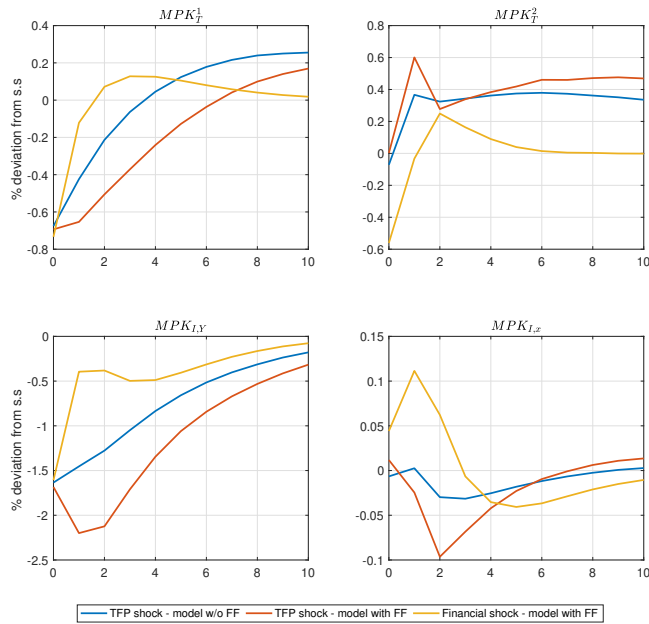 MPK_T^1
MPK_T^2
% deviation from s.s
0.4
0.2
0
-0.2
-0.4
-0.6
-0.8
0 2 4 6 8 10
0.8
0.6
0.4
0.2
0
0.2
0.4
0.6
0 2 4 6 8 10
MPK_{I,Y}
MPK_{I,x}
% deviation from s.s
0
-0.5
-1
-1.5
-2
-2.5
0 2 4 6 8 10
0.15
0.1
0.05
0
-0.05
-0.1
0 2 4 6 8 10
TFP shock - model w/o FF TFP shock - model with FF Financial shock - model with FF